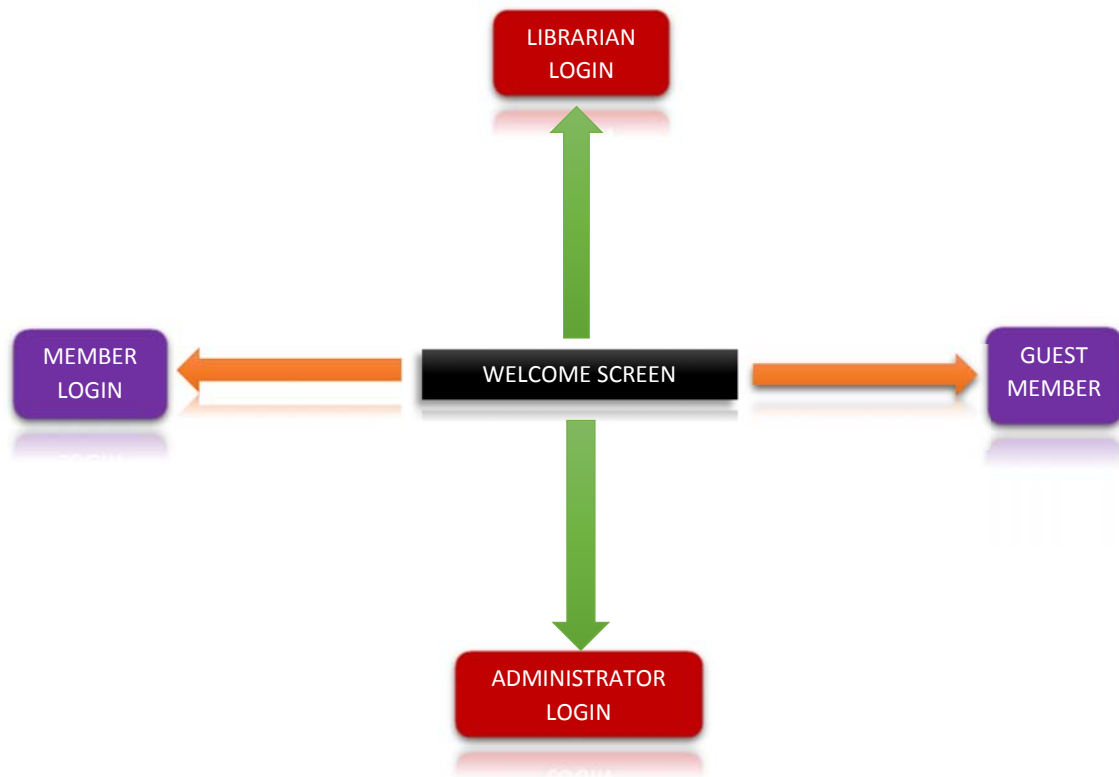 LIBRARIAN
LOGIN
MEMBER
LOGIN
WELCOME SCREEN
GUEST
MEMBER
ADMINISTRATOR
LOGIN